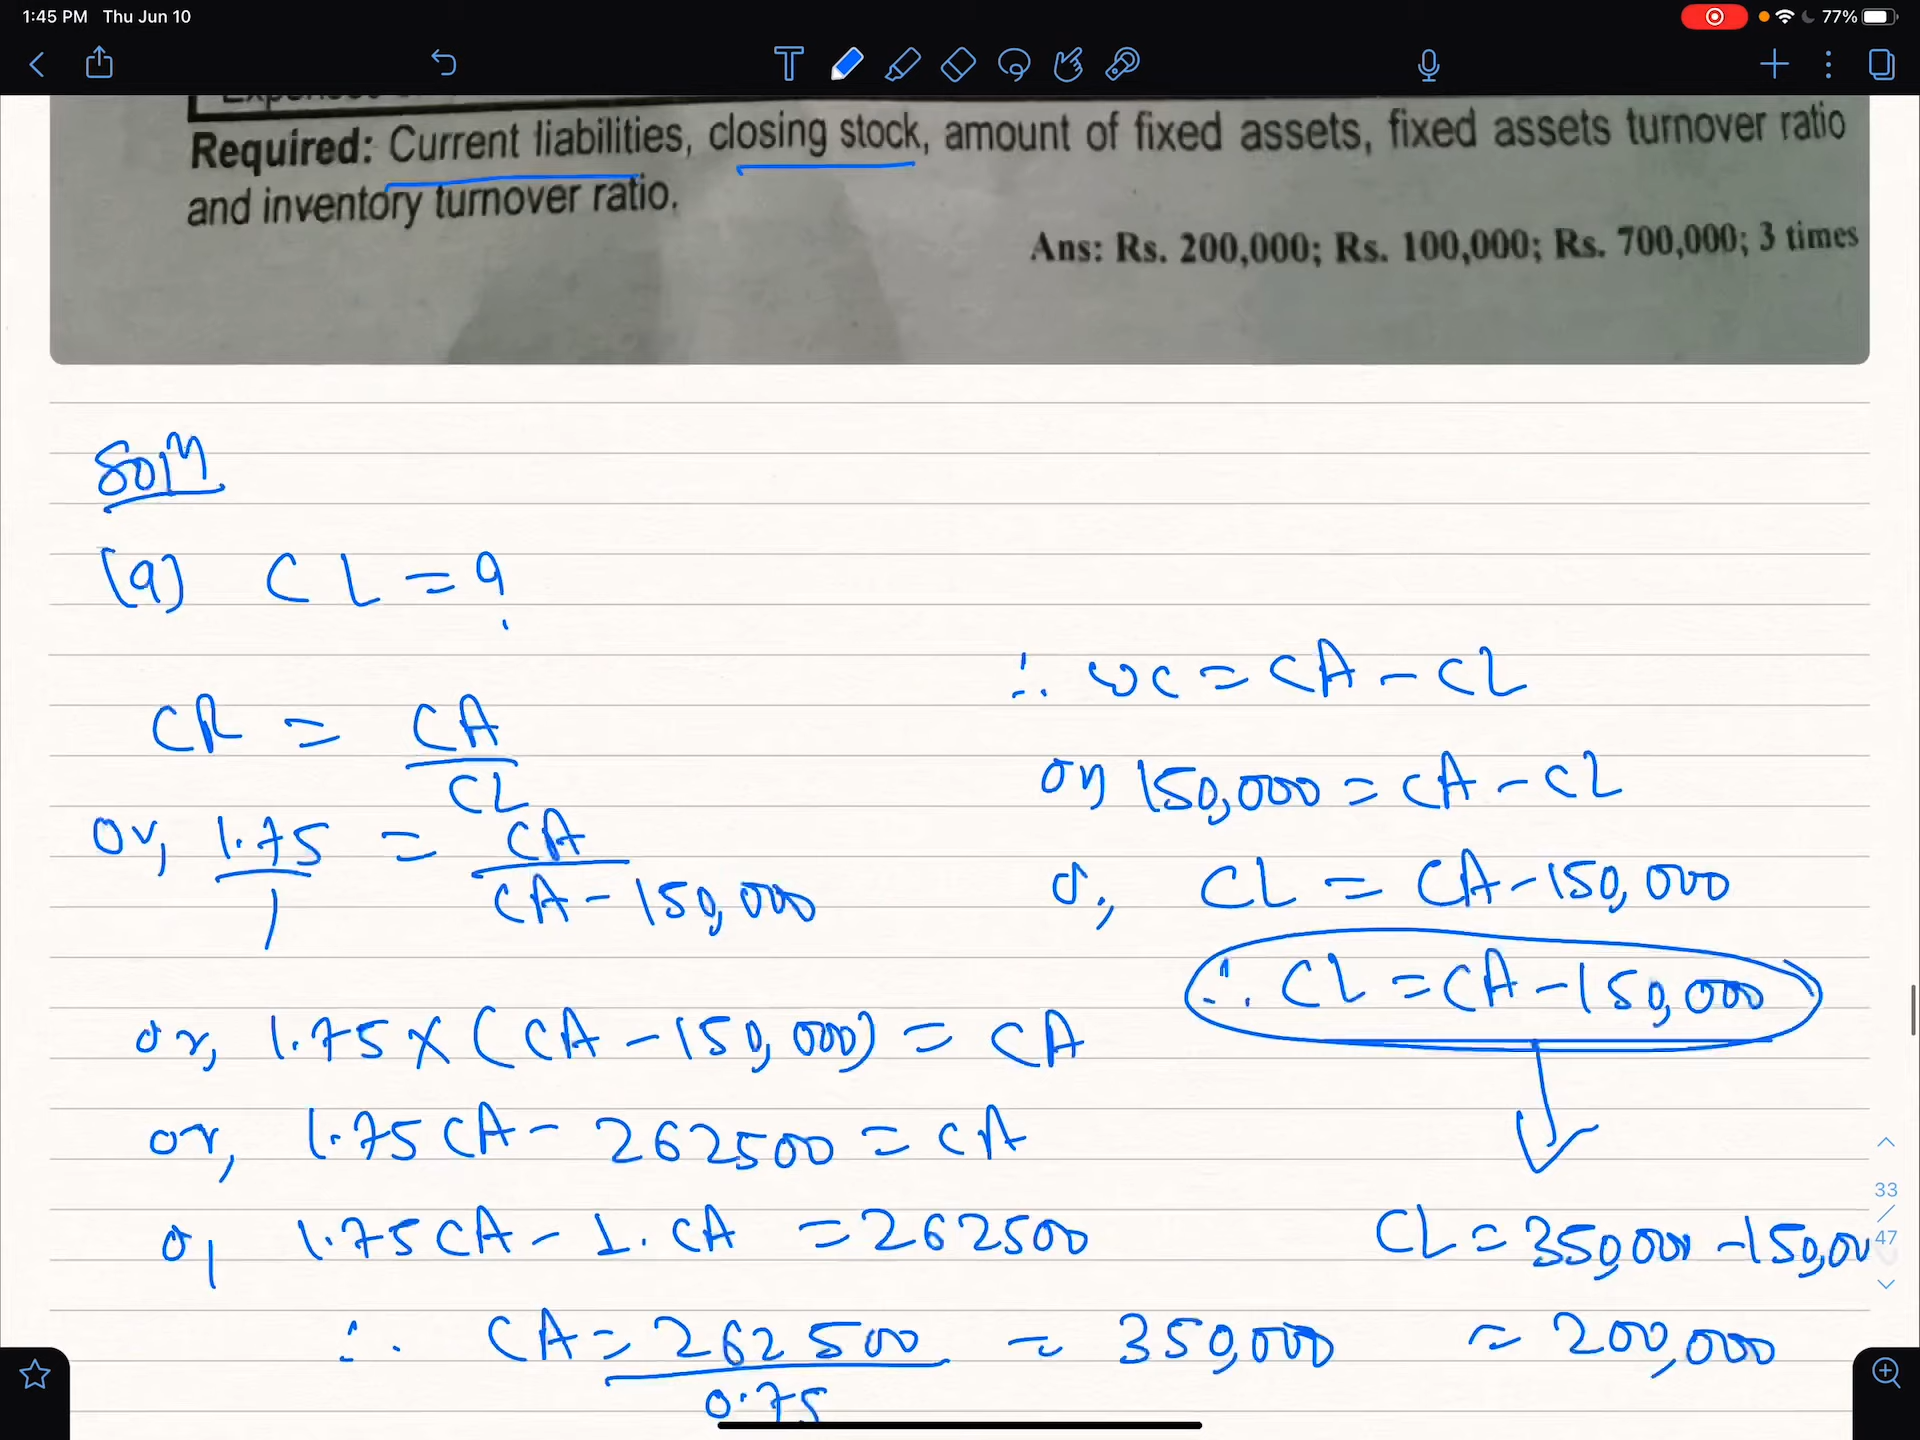 1:45 PM Thu Jun 10
77%
Required: Current liabilities, closing stock, amount of fixed assets, fixed assets turnover ratio
and inventory turnover ratio.
Ans: Rs. 200,000; Rs. 100,000; Rs. 700,000; 3 times
Soln
(a) CL = ?
CR = CA / CL
or, 1.75 / 1 = CA / CA - 150,000
or, 1.75 × (CA - 150,000) = CA
or, 1.75 CA - 262500 = CA
or, 1.75 CA - 1. CA = 262500
∴ CA = 262500 / 0.75 = 350,000
∴ WC = CA - CL
or, 150,000 = CA - CL
or, CL = CA - 150,000
∴ CL = CA - 150,000
CL = 350,000 - 150,00
= 200,000
33
/
47